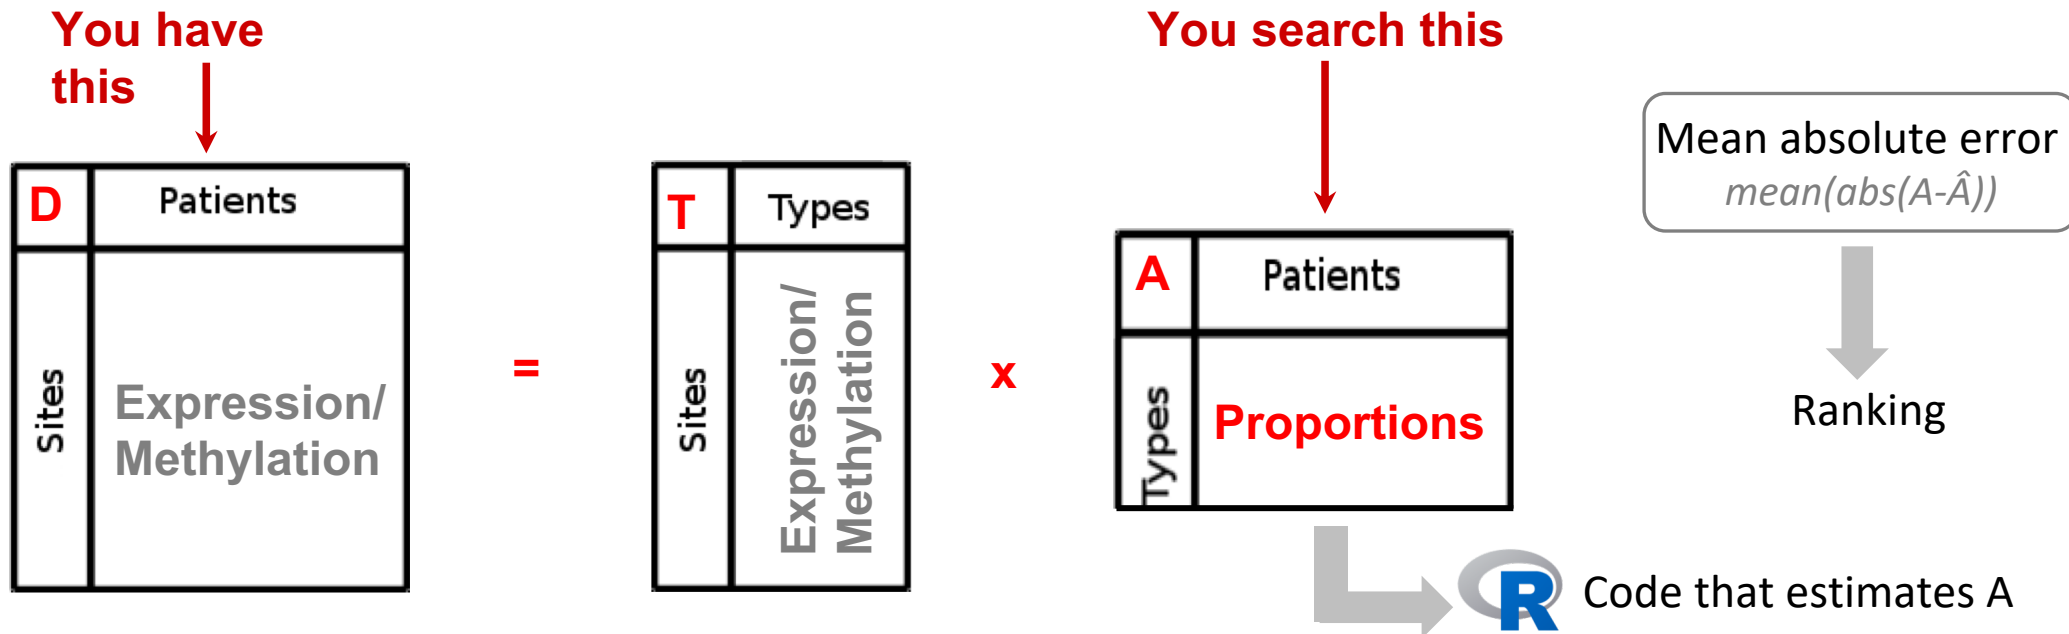 You have
this
You search this
D
Patients
Sites
Expression/
Methylation
=
T
Types
Sites
Expression/
Methylation
x
A
Patients
Types
Proportions
Mean absolute error
mean(abs(A-Â))
Ranking
R
Code that estimates A